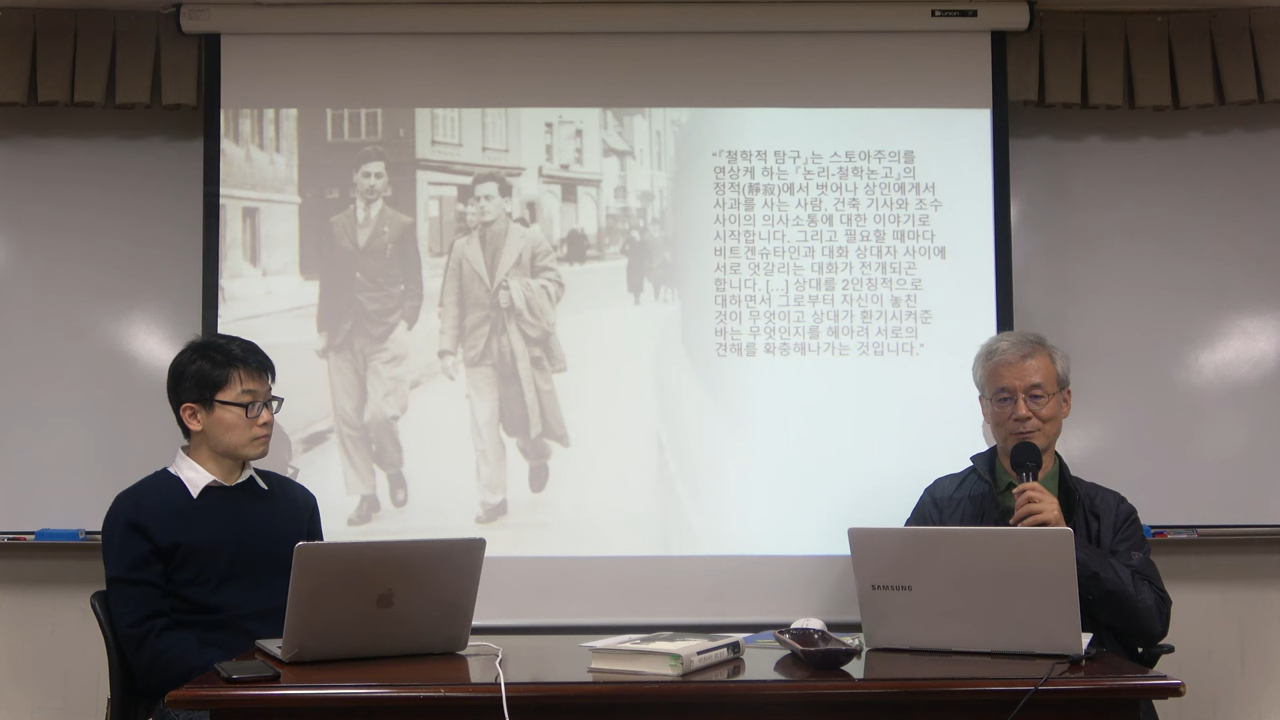 union
“『철학적 탐구』는 스토아주의를
연상케 하는 『논리-철학논고』의
정적(靜寂)에서 벗어나 상인에게서
사과를 사는 사람, 건축 기사와 조수
사이의 의사소통에 대한 이야기로
시작합니다. 그리고 필요할 때마다
비트겐슈타인과 대화 상대자 사이에
서로 엇갈리는 대화가 전개되곤
합니다. [...] 상대를 2인칭적으로
대하면서 그로부터 자신이 놓친
것이 무엇이고 상대가 환기시켜준
바는 무엇인지를 헤아려 서로의
견해를 확충해나가는 것입니다.”
SAMSUNG